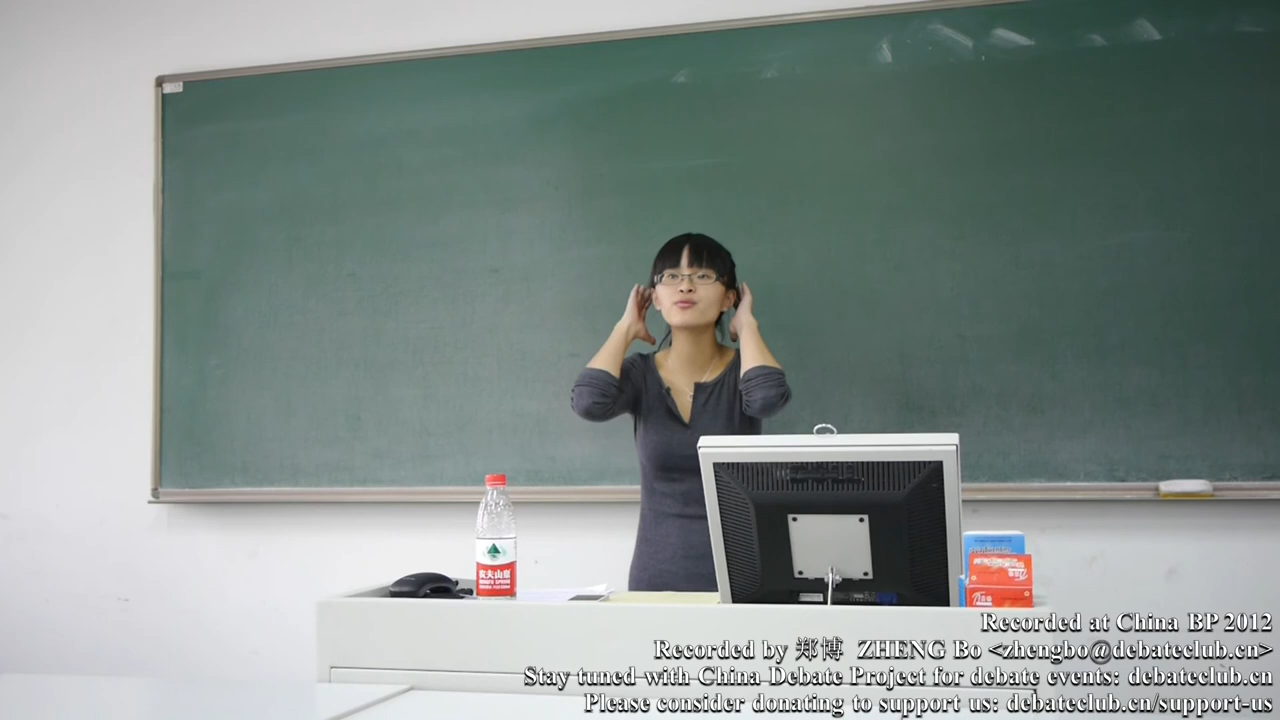 农夫山泉
Recorded at China BP 2012
Recorded by 郑博 ZHENG Bo <zhengbo@debateclub.cn>
Stay tuned with China Debate Project for debate events: debateclub.cn
Please consider donating to support us: debateclub.cn/support-us